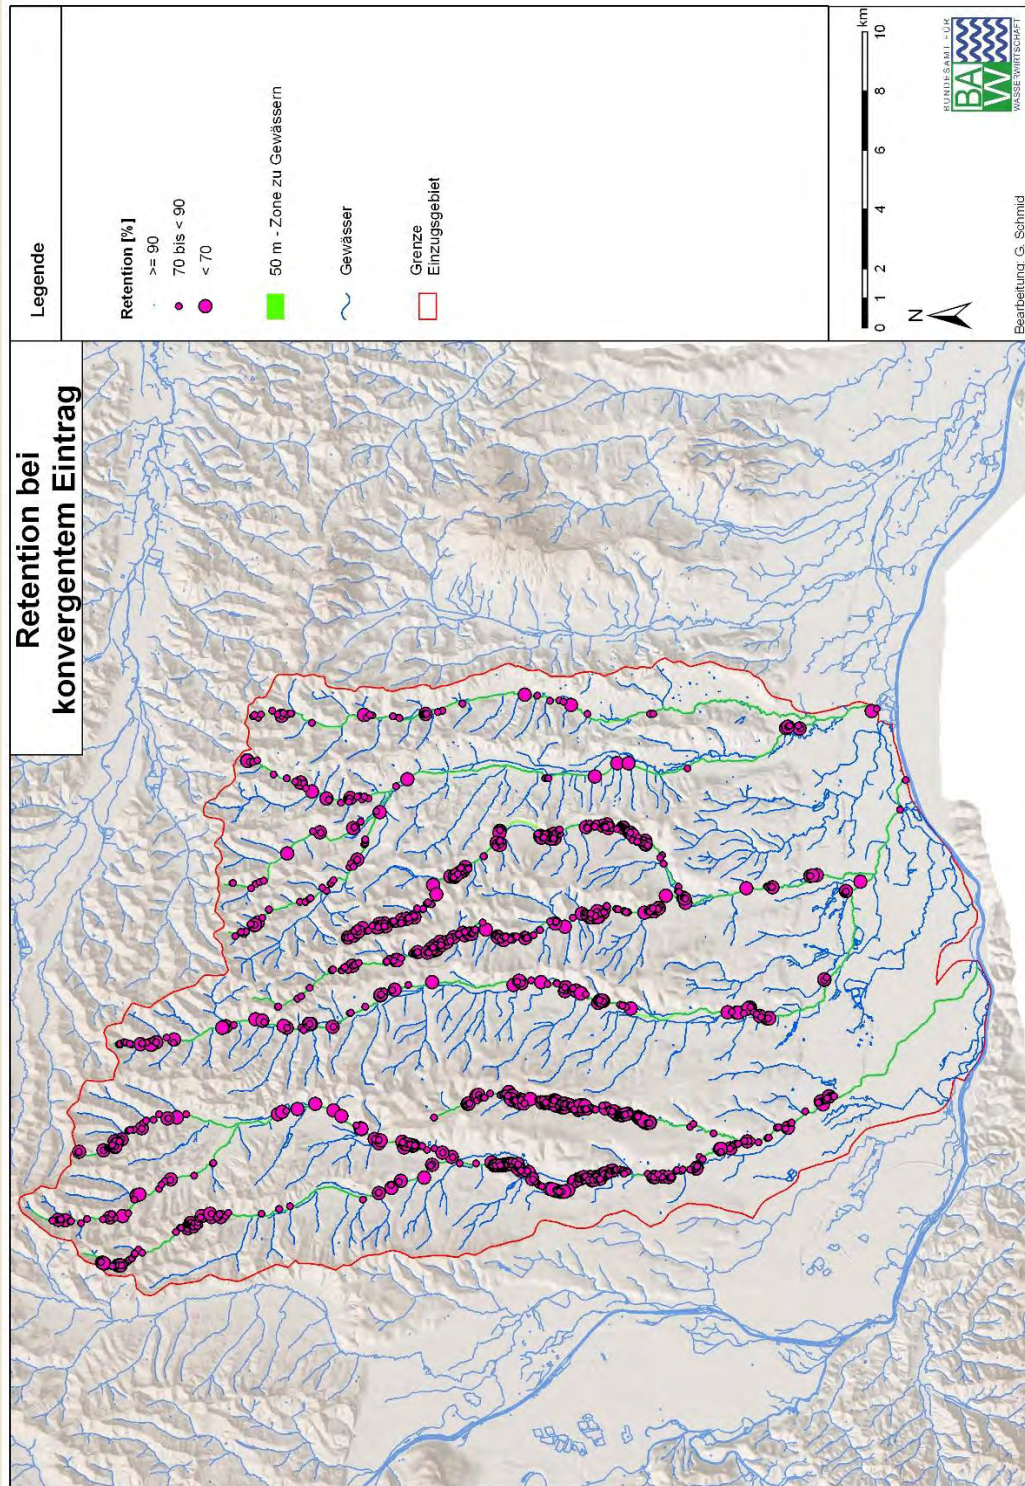 Retention bei
konvergentem Eintrag
Legende
Retention [%]
>= 90
70 bis < 90
< 70
50 m - Zone zu Gewässern
Gewässer
Grenze
Einzugsgebiet
0 1 2 4 6 8 10
km
N
Bearbeitung: G. Schmid
BUNDESAMT FÜR
BAW
WASSERWIRTSCHAFT